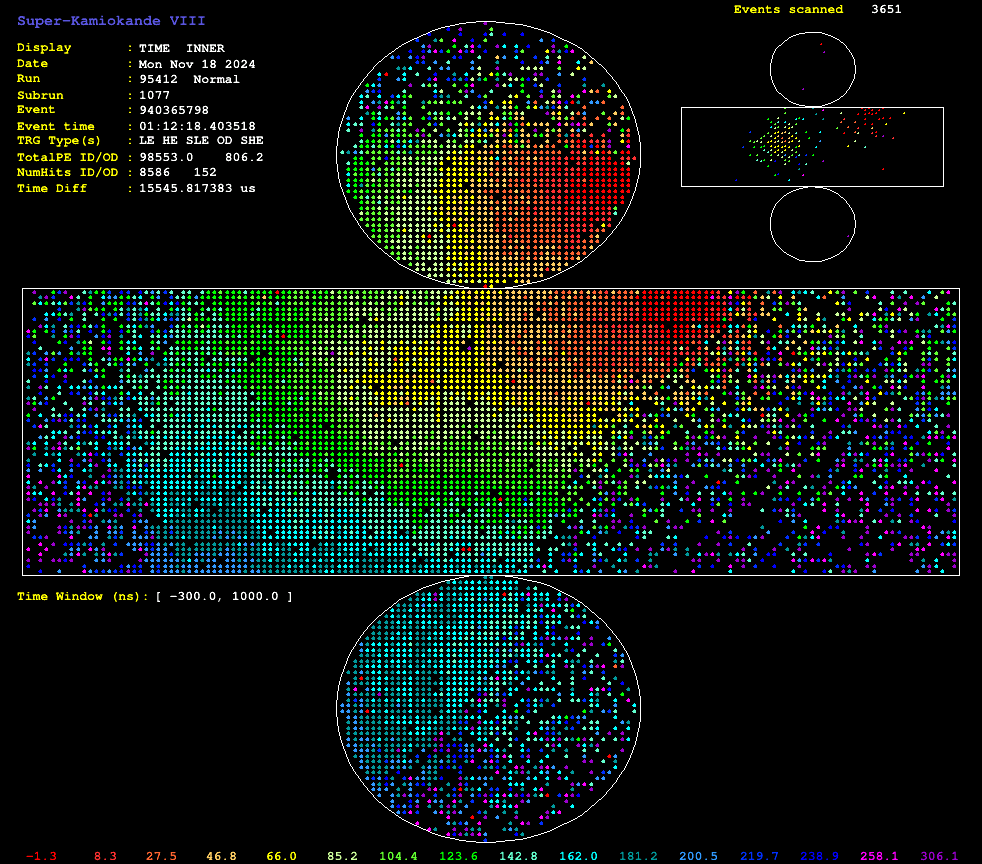 Super-Kamiokande VIII
Events scanned 3651
Display : TIME INNER
Date : Mon Nov 18 2024
Run : 95412 Normal
Subrun : 1077
Event : 940365798
Event time : 01:12:18.403518
TRG Type(s) : LE HE SLE OD SHE
TotalPE ID/OD : 98553.0 806.2
NumHits ID/OD : 8586 152
Time Diff : 15545.817383 us
Time Window (ns): [ -300.0, 1000.0 ]
-1.3 8.3 27.5 46.8 66.0 85.2 104.4 123.6 142.8 162.0 181.2 200.5 219.7 238.9 258.1 306.1